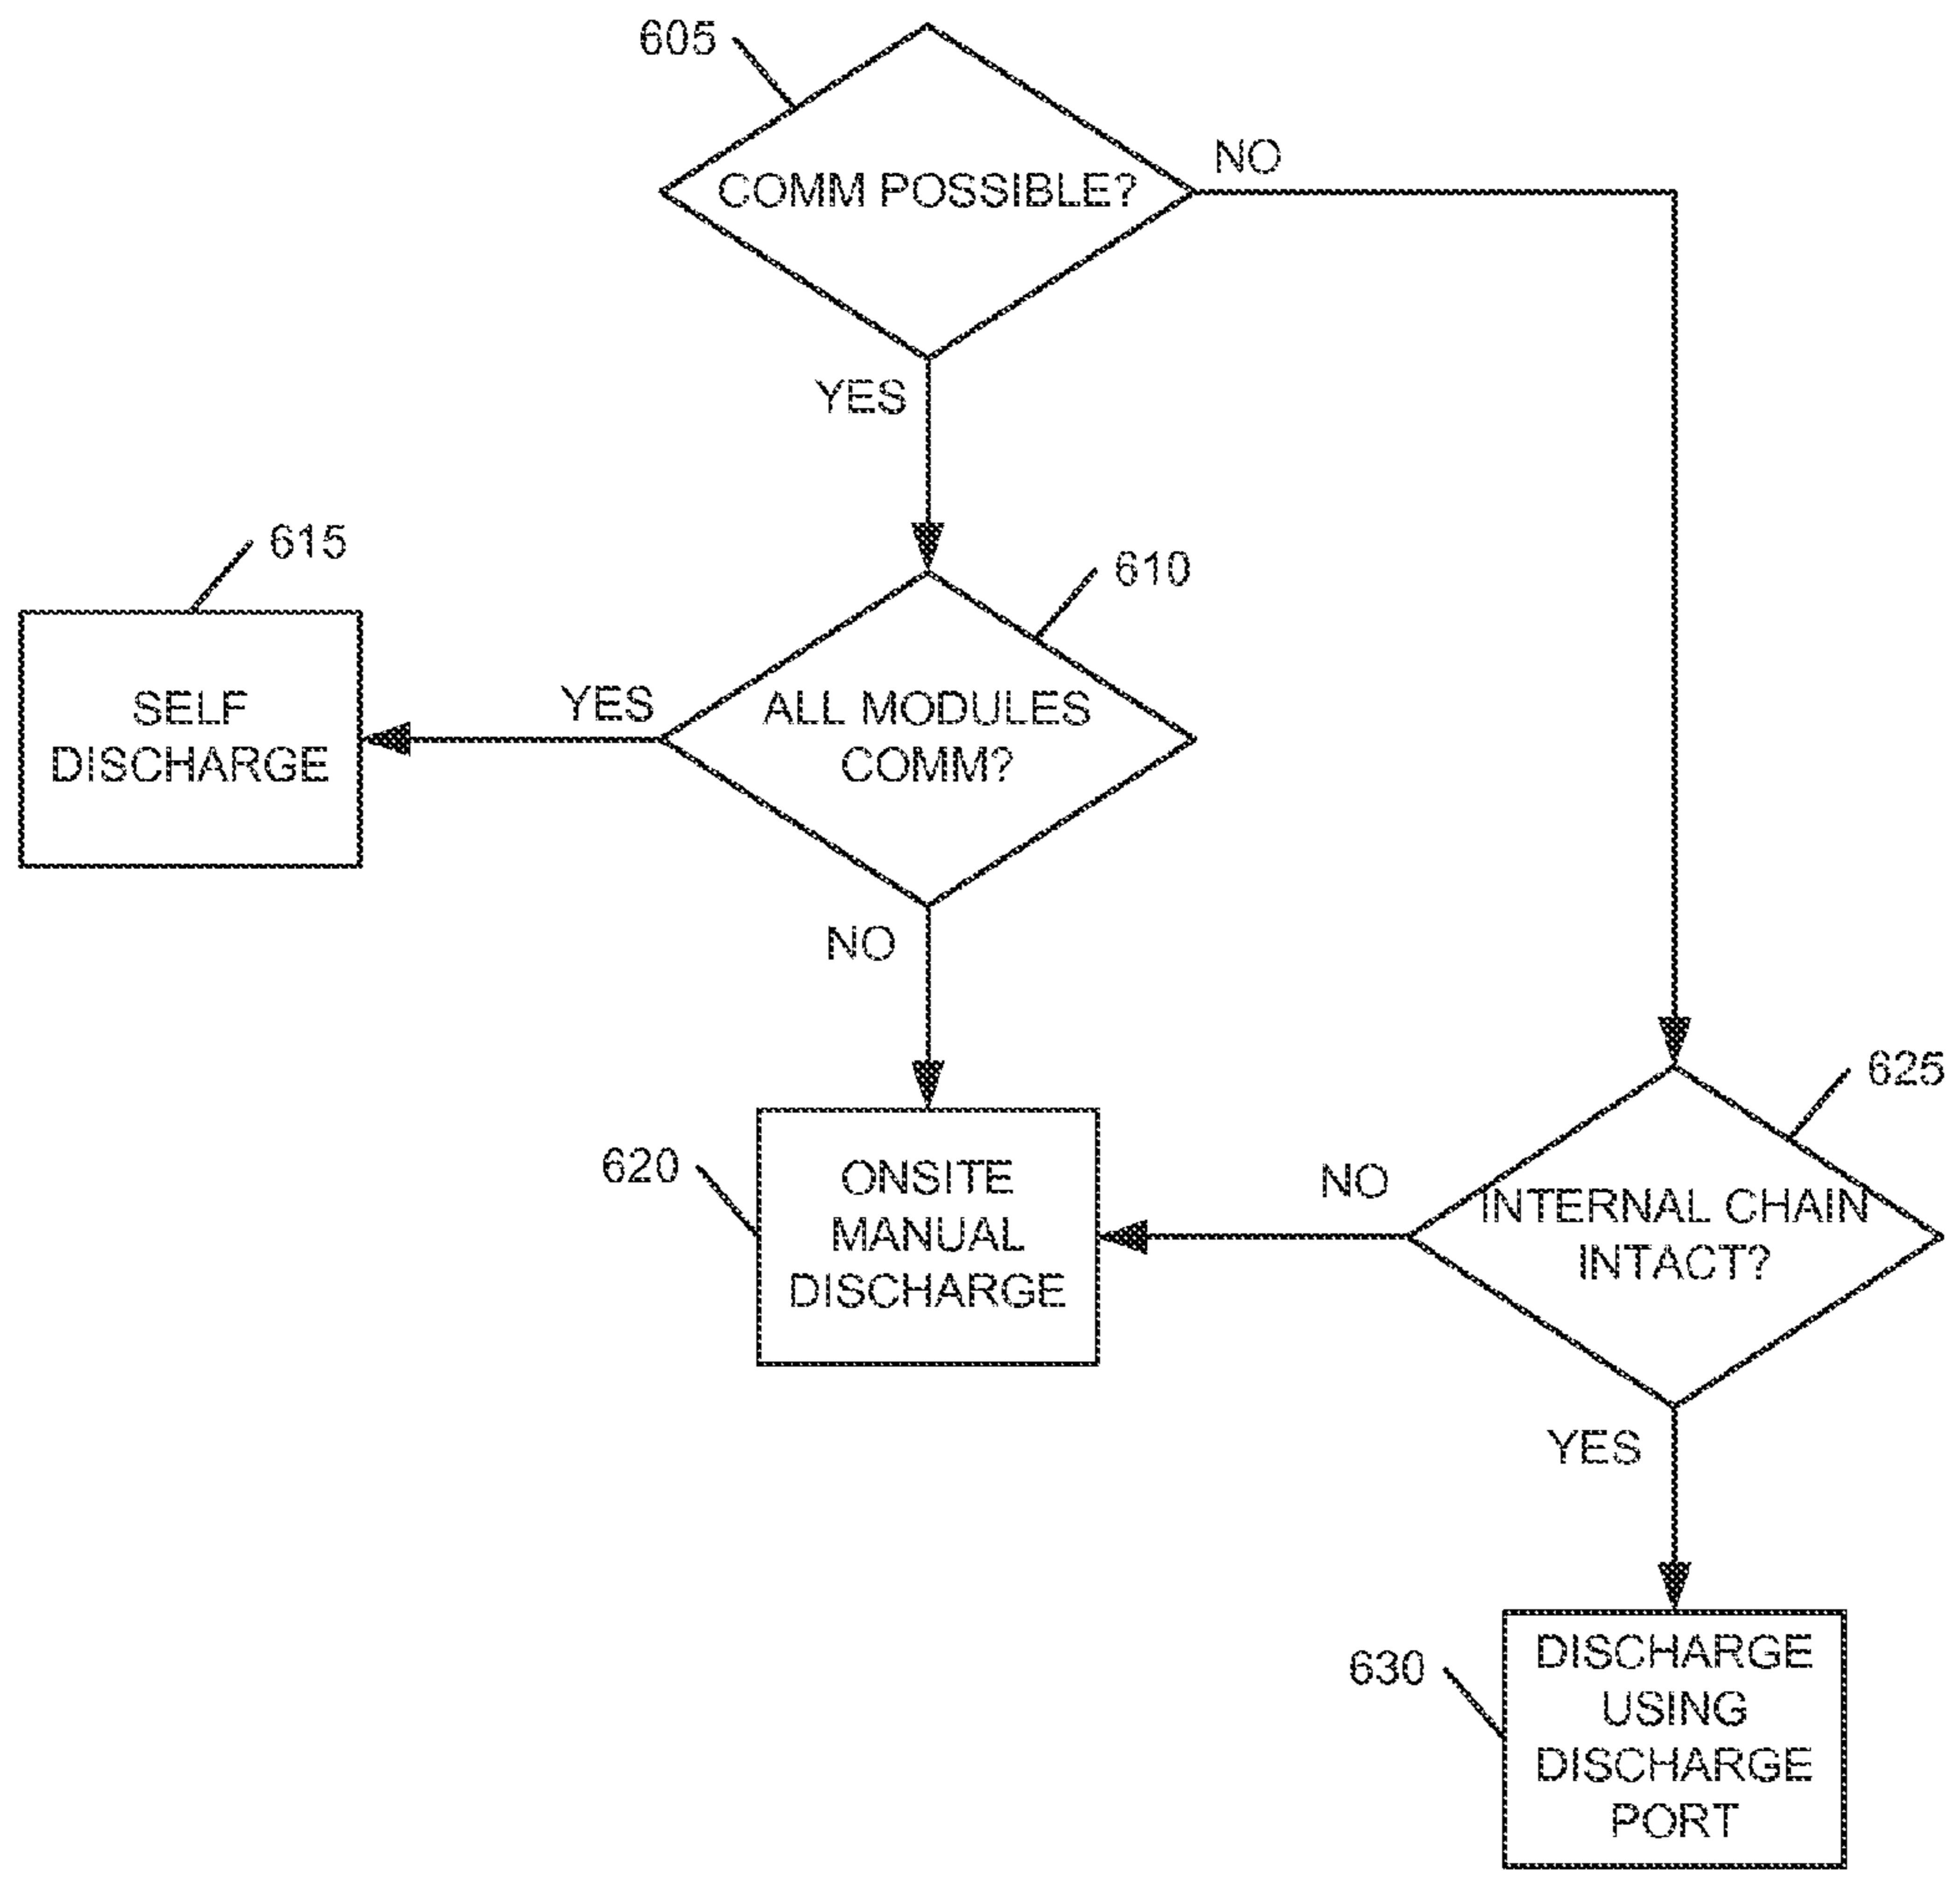 605
COMM POSSIBLE?
NO
YES
615
610
SELF
DISCHARGE
YES
ALL MODULES
COMM?
NO
620
ONSITE
MANUAL
DISCHARGE
NO
625
INTERNAL CHAIN
INTACT?
YES
630
DISCHARGE
USING
DISCHARGE
PORT